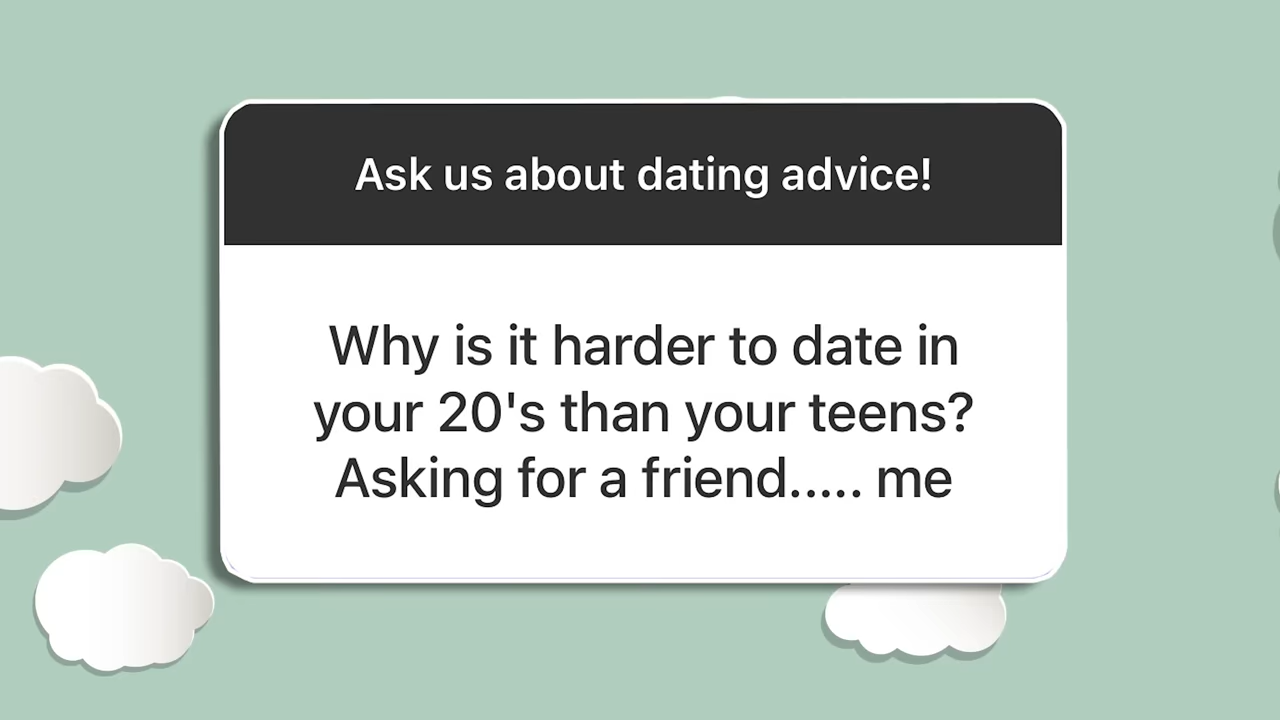 Ask us about dating advice!
Why is it harder to date in
your 20's than your teens?
Asking for a friend..... me